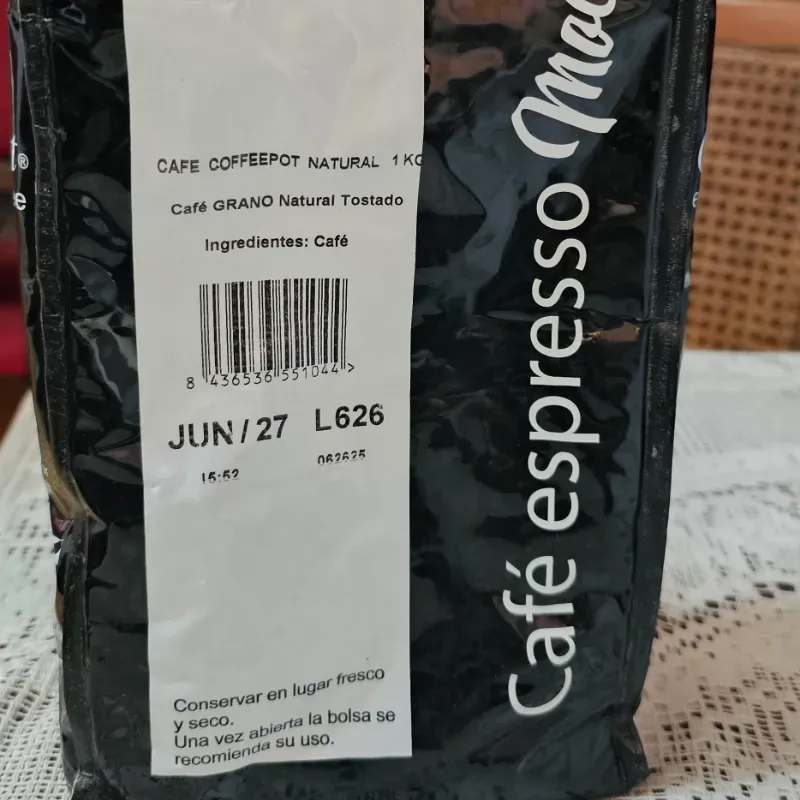 CAFE COFFEEPOT NATURAL 1 KG
Café GRANO Natural Tostado
Ingredientes: Café
8 436536 551044 >
JUN/27 L626
15:52 062625
Conservar en lugar fresco
y seco.
Una vez abierta la bolsa se
recomienda su uso.
Café espresso